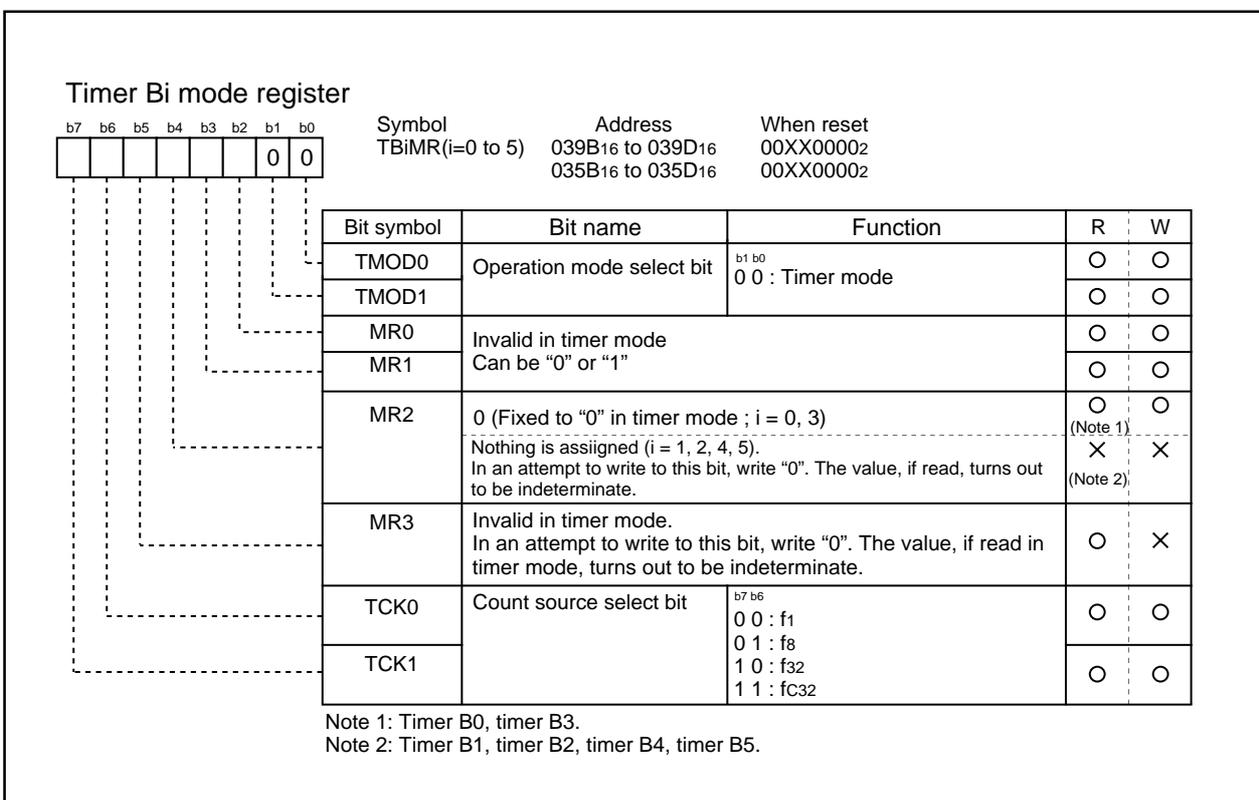 Timer Bi mode register
b7 b6 b5 b4 b3 b2 b1 b0
0 0
Symbol Address When reset
TBiMR(i=0 to 5) 039B16 to 039D16 00XX00002
035B16 to 035D16 00XX00002
Bit symbol Bit name Function R W
TMOD0 Operation mode select bit
b1 b0
0 0 : Timer mode
TMOD1
MR0 Invalid in timer mode
MR1 Can be “0” or “1”
MR2 0 (Fixed to “0” in timer mode ; i = 0, 3)
(Note 1)
Nothing is assiigned (i = 1, 2, 4, 5).
In an attempt to write to this bit, write “0”. The value, if read, turns out
to be indeterminate.
(Note 2)
MR3 Invalid in timer mode.
In an attempt to write to this bit, write “0”. The value, if read in
timer mode, turns out to be indeterminate.
TCK0 Count source select bit
b7 b6
0 0 : f1
0 1 : f8
TCK1
1 0 : f32
1 1 : fC32
Note 1: Timer B0, timer B3.
Note 2: Timer B1, timer B2, timer B4, timer B5.